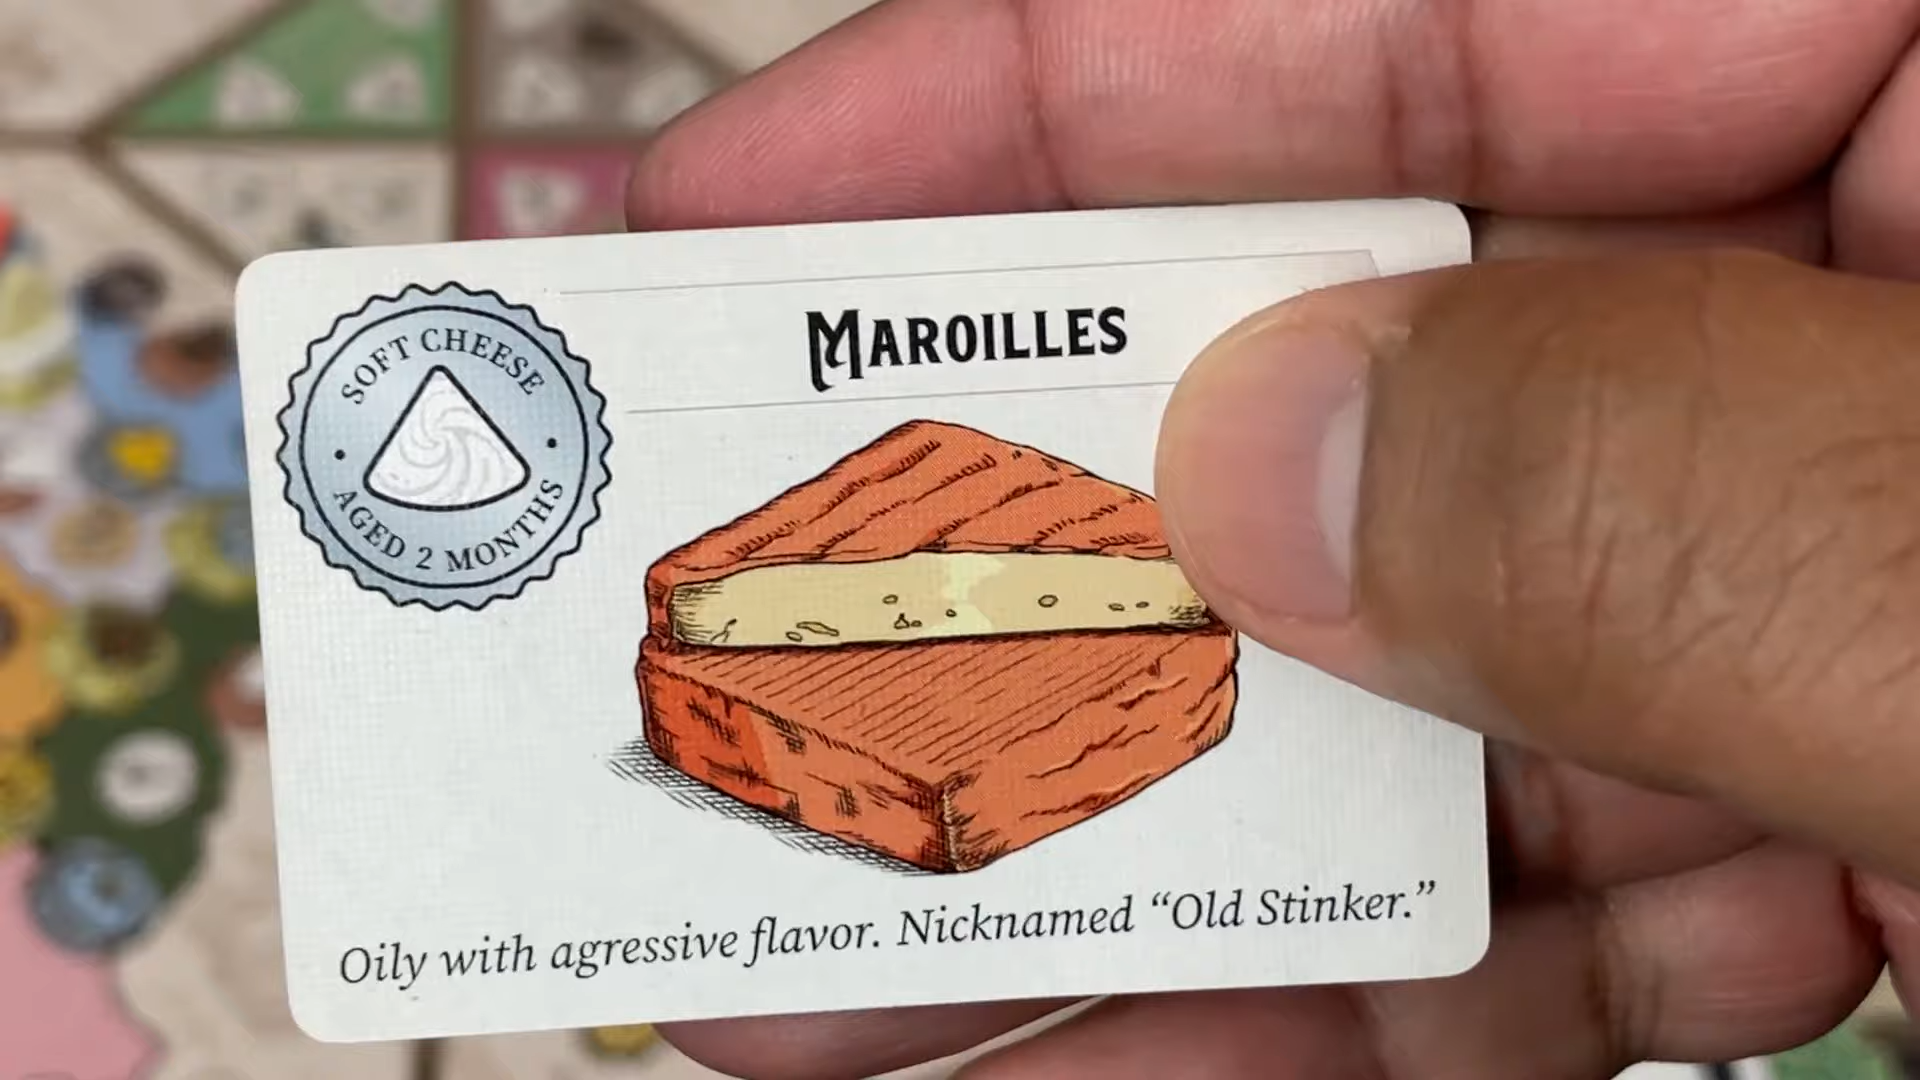 MAROILLES
SOFT CHEESE
AGED 2 MONTHS
Oily with agressive flavor. Nicknamed “Old Stinker.”